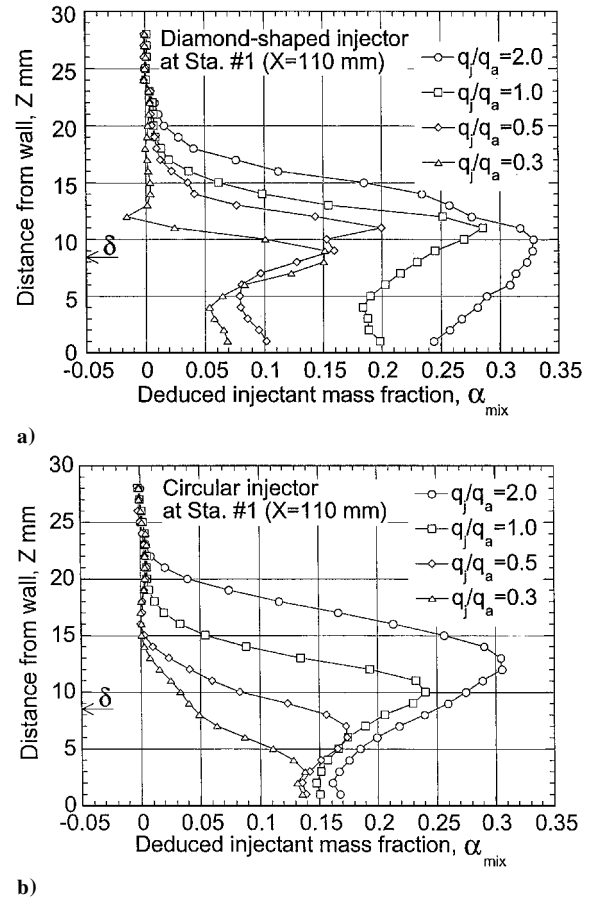 30
Diamond-shaped injector
at Sta. #1 (X=110 mm)
qj/qa=2.0
qj/qa=1.0
qj/qa=0.5
qj/qa=0.3
25
20
15
10
5
0
δ
Distance from wall, Z mm
-0.05 0 0.05 0.1 0.15 0.2 0.25 0.3 0.35
Deduced injectant mass fraction, αmix
a)
30
Circular injector
at Sta. #1 (X=110 mm)
qj/qa=2.0
qj/qa=1.0
qj/qa=0.5
qj/qa=0.3
25
20
15
10
5
0
δ
Distance from wall, Z mm
-0.05 0 0.05 0.1 0.15 0.2 0.25 0.3 0.35
Deduced injectant mass fraction, αmix
b)